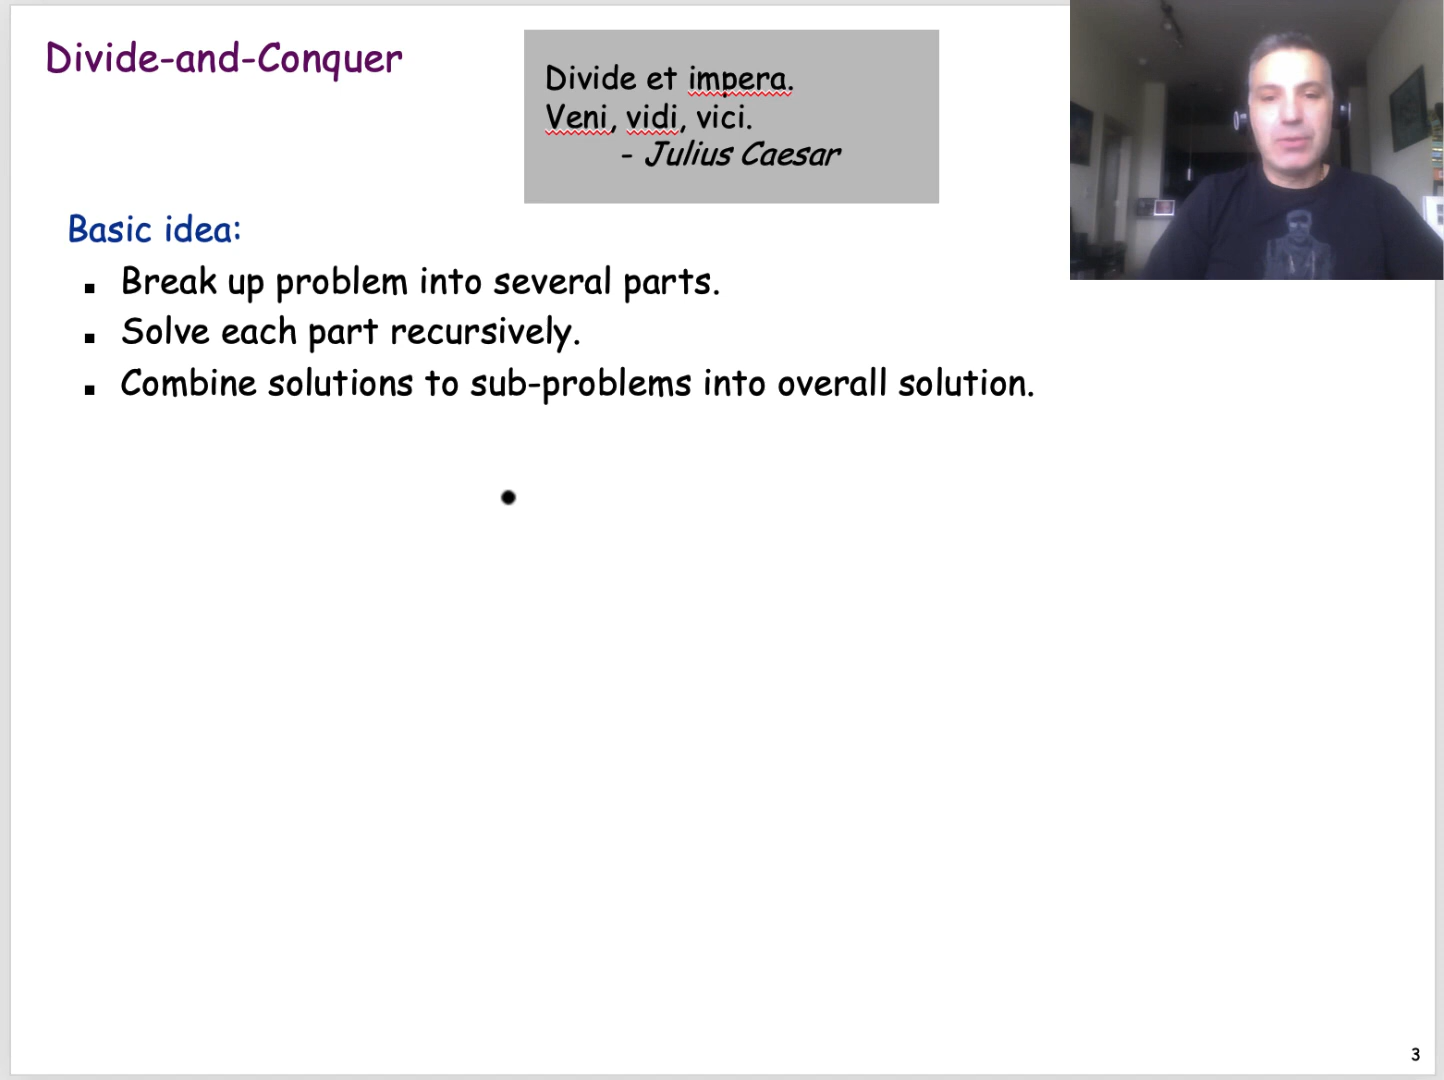 Divide-and-Conquer
Divide et impera.
Veni, vidi, vici.
- Julius Caesar
Basic idea:
▪ Break up problem into several parts.
▪ Solve each part recursively.
▪ Combine solutions to sub-problems into overall solution.
3